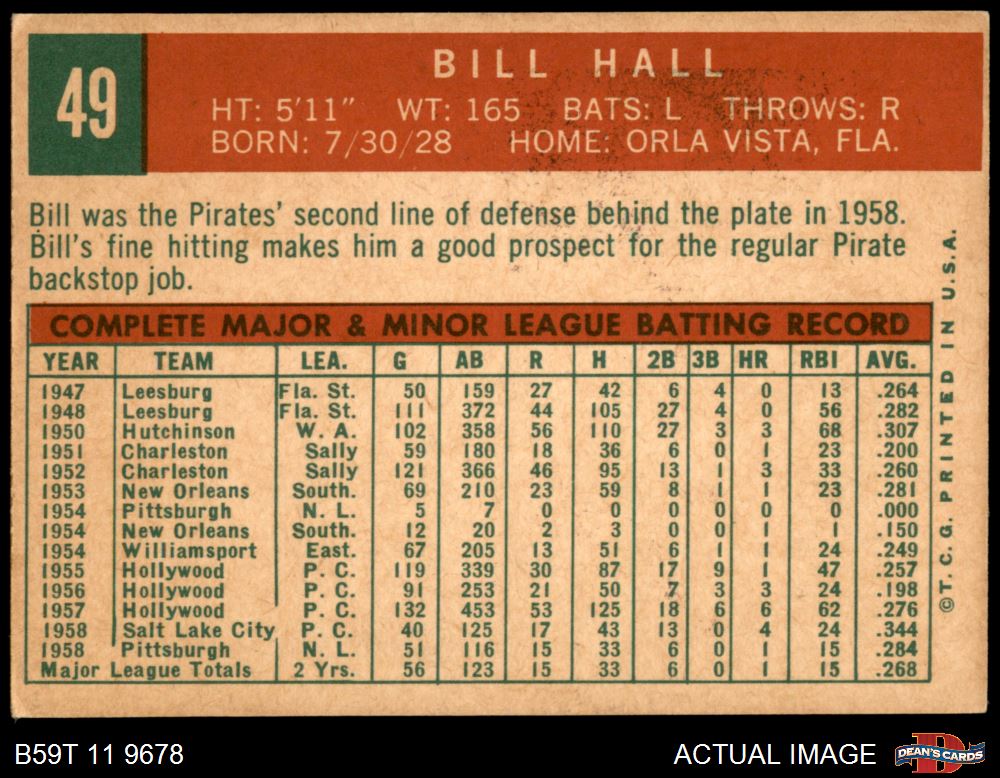 49
BILL HALL
HT: 5'11" WT: 165 BATS: L THROWS: R
BORN: 7/30/28 HOME: ORLA VISTA, FLA.
Bill was the Pirates' second line of defense behind the plate in 1958.
Bill's fine hitting makes him a good prospect for the regular Pirate
backstop job.
COMPLETE MAJOR & MINOR LEAGUE BATTING RECORD
YEAR TEAM LEA. G AB R H 2B 3B HR RBI AVG.
1947 Leesburg Fla. St. 50 159 27 42 6 4 0 13 .264
1948 Leesburg Fla. St. 111 372 44 105 27 4 0 56 .282
1950 Hutchinson W. A. 102 358 56 110 27 3 3 68 .307
1951 Charleston Sally 59 180 18 36 6 0 1 23 .200
1952 Charleston Sally 121 366 46 95 13 1 3 33 .260
1953 New Orleans South. 69 210 23 59 8 1 1 23 .281
1954 Pittsburgh N. L. 5 7 0 0 0 0 0 0 .000
1954 New Orleans South. 12 20 2 3 0 0 1 1 .150
1954 Williamsport East. 67 205 13 51 6 1 1 24 .249
1955 Hollywood P. C. 119 339 30 87 17 9 1 47 .257
1956 Hollywood P. C. 91 253 21 50 7 3 3 24 .198
1957 Hollywood P. C. 132 453 53 125 18 6 6 62 .276
1958 Salt Lake City P. C. 40 125 17 43 13 0 4 24 .344
1958 Pittsburgh N. L. 51 116 15 33 6 0 1 15 .284
Major League Totals 2 Yrs. 56 123 15 33 6 0 1 15 .268
©T. C. G. PRINTED IN U.S.A.
B59T 11 9678
ACTUAL IMAGE
DEAN'S CARDS